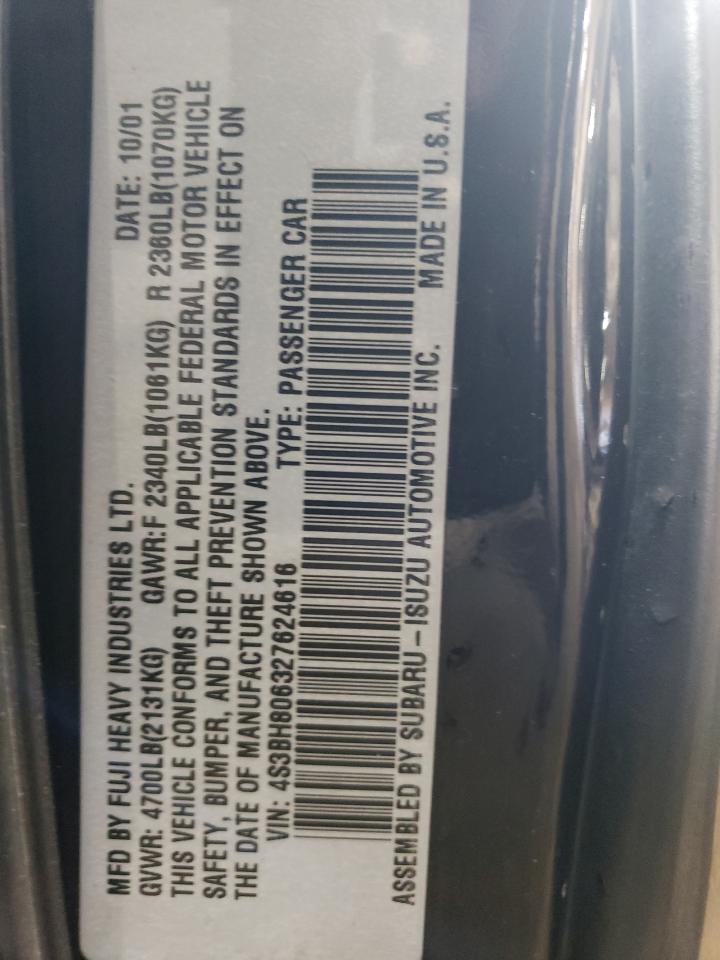 MFD BY FUJI HEAVY INDUSTRIES LTD. DATE: 10/01
GVWR: 4700LB(2131KG) GAWR:F 2340LB(1061KG) R 2360LB(1070KG)
THIS VEHICLE CONFORMS TO ALL APPLICABLE FEDERAL MOTOR VEHICLE
SAFETY, BUMPER, AND THEFT PREVENTION STANDARDS IN EFFECT ON
THE DATE OF MANUFACTURE SHOWN ABOVE.
VIN: 4S3BH806327624616 TYPE: PASSENGER CAR
ASSEMBLED BY SUBARU-ISUZU AUTOMOTIVE INC. MADE IN U.S.A.